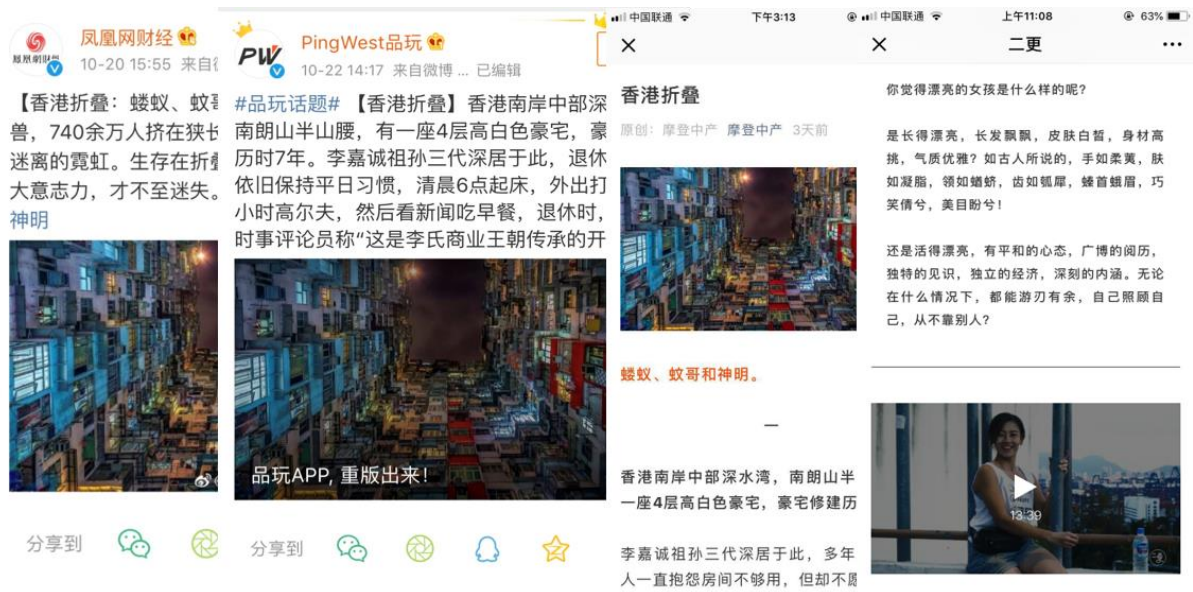 凤凰网财经
10-20 15:55 来自
【香港折叠：蝼蚁、蚊
兽，740余万人挤在狭
迷离的霓虹。生存在折
大意志力，才不至迷失。
神明
分享到
PW
PingWest品玩
10-22 14:17 来自微博 ... 已编辑
#品玩话题# 【香港折叠】香港南岸中部深
南朗山半山腰，有一座4层高白色豪宅，豪
历时7年。李嘉诚祖孙三代深居于此，退休
依旧保持平日习惯，清晨6点起床，外出打
小时高尔夫，然后看新闻吃早餐，退休时，
时事评论员称“这是李氏商业王朝传承的开
品玩APP, 重版出来！
分享到
中国联通 下午3:13
香港折叠
原创：摩登中产 摩登中产 3天前
蝼蚁、蚊哥和神明。
香港南岸中部深水湾，南朗山半
一座4层高白色豪宅，豪宅修建历
李嘉诚祖孙三代深居于此，多年
人一直抱怨房间不够用，但却不愿
中国联通 上午11:08 63%
二更
你觉得漂亮的女孩是什么样的呢？
是长得漂亮，长发飘飘，皮肤白皙，身材高
挑，气质优雅？如古人所说的，手如柔荑，肤
如凝脂，领如蝤蛴，齿如瓠犀，螓首蛾眉，巧
笑倩兮，美目盼兮！
还是活得漂亮，有平和的心态，广博的阅历，
独特的见识，独立的经济，深刻的内涵。无论
在什么情况下，都能游刃有余，自己照顾自
己，从不靠别人？
13:39